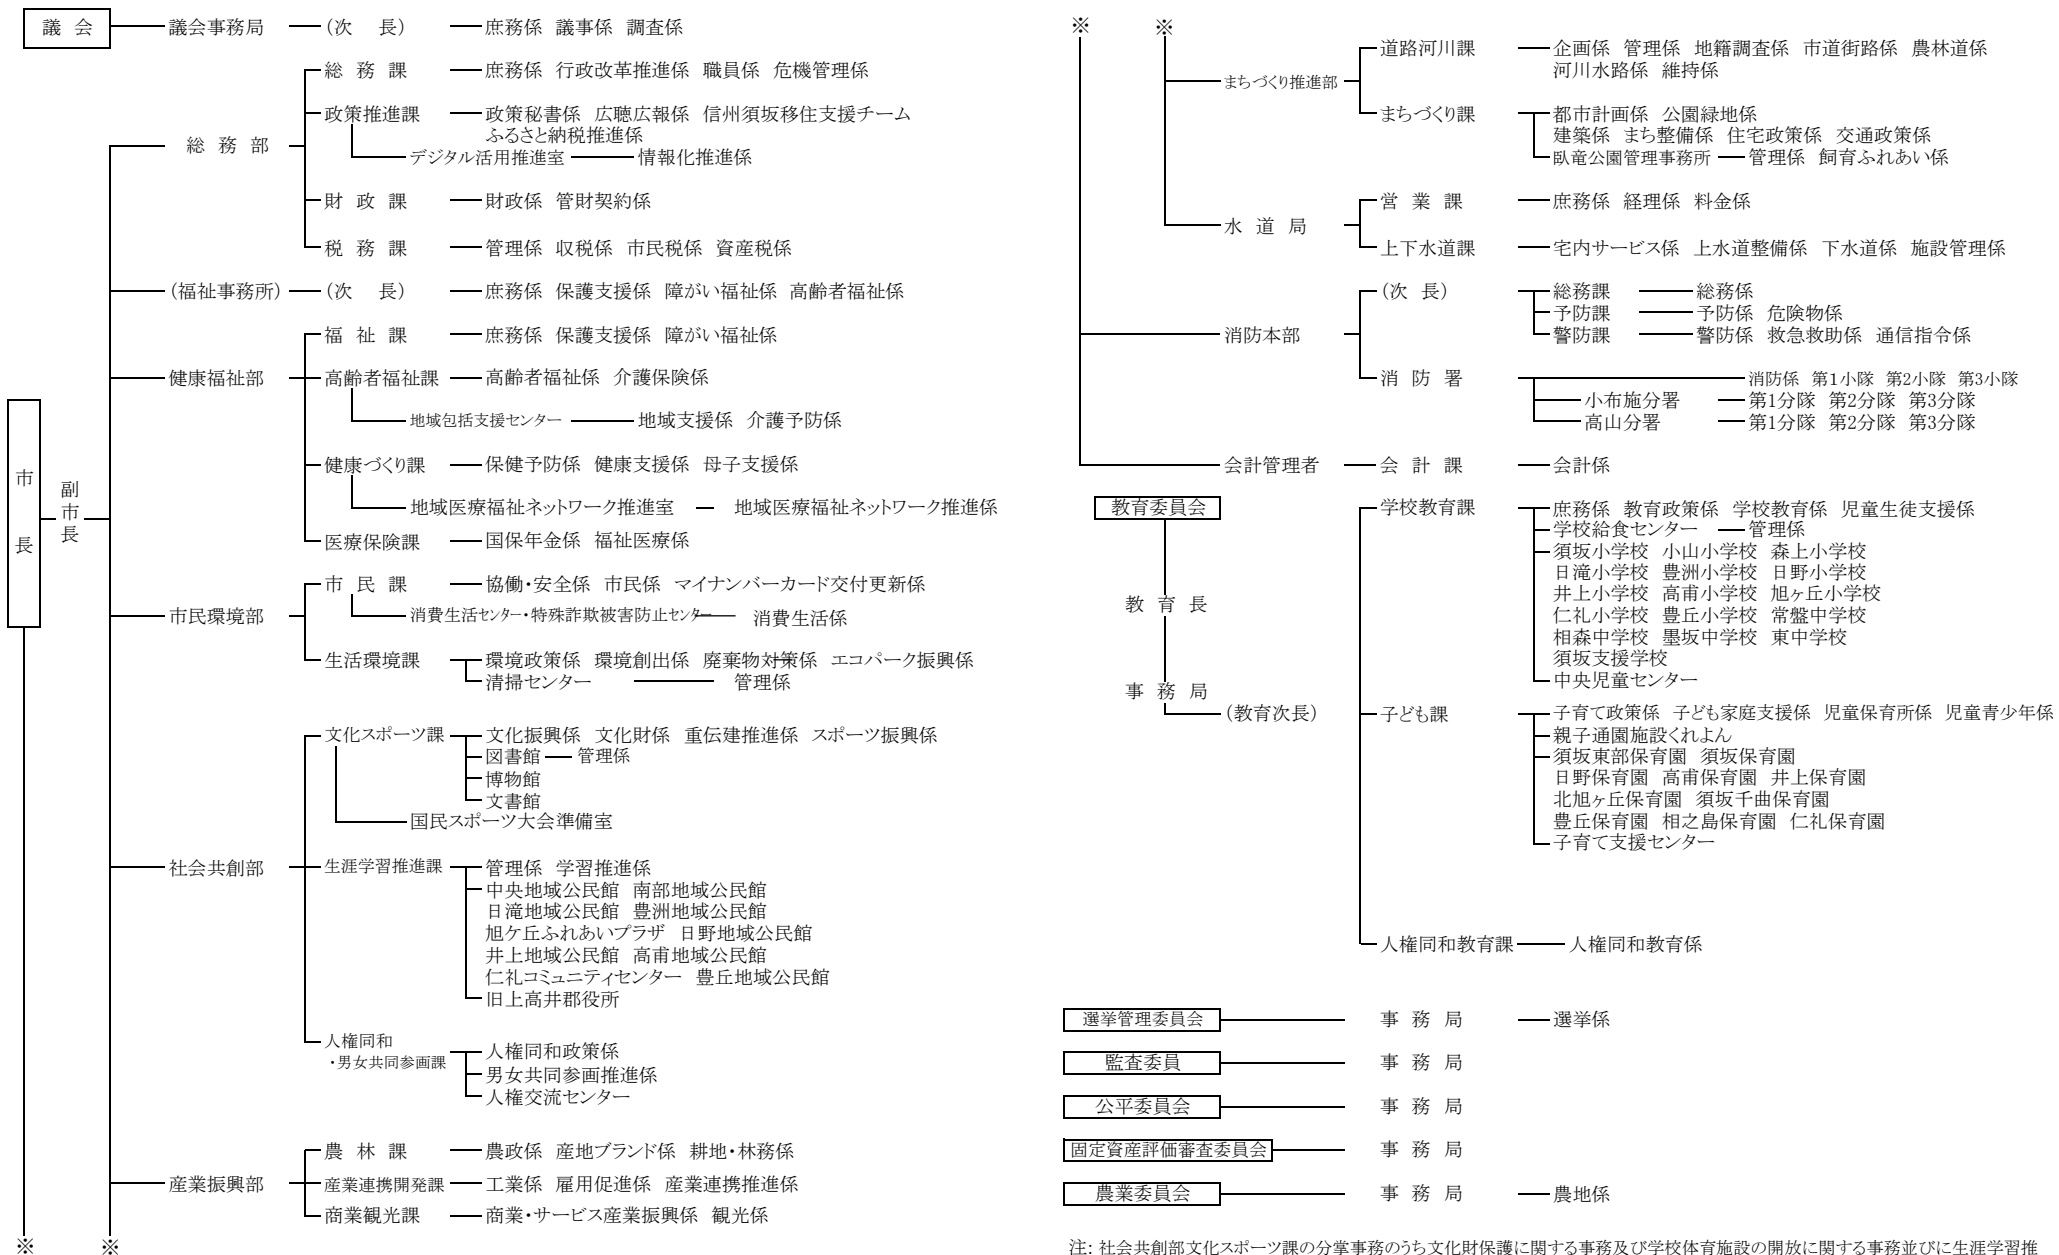 議 会 議会事務局 (次 長) 庶務係 議事係 調査係
総 務 課 庶務係 行政改革推進係 職員係 危機管理係
政策推進課 政策秘書係 広聴広報係 信州須坂移住支援チーム
ふるさと納税推進係
総 務 部
デジタル活用推進室 情報化推進係
財 政 課 財政係 管財契約係
税 務 課 管理係 収税係 市民税係 資産税係
(福祉事務所) (次 長) 庶務係 保護支援係 障がい福祉係 高齢者福祉係
福 祉 課 庶務係 保護支援係 障がい福祉係
健康福祉部 高齢者福祉課 高齢者福祉係 介護保険係
地域包括支援センター 地域支援係 介護予防係
健康づくり課 保健予防係 健康支援係 母子支援係
市 長
副市長
地域医療福祉ネットワーク推進室 地域医療福祉ネットワーク推進係
医療保険課 国保年金係 福祉医療係
市 民 課 協働・安全係 市民係 マイナンバーカード交付更新係
市民環境部 消費生活センター・特殊詐欺被害防止センター 消費生活係
生活環境課 環境政策係 環境創出係 廃棄物対策係 エコパーク振興係
清掃センター 管理係
文化スポーツ課 文化振興係 文化財係 重伝建推進係 スポーツ振興係
図書館 管理係
博物館
文書館
国民スポーツ大会準備室
社会共創部 生涯学習推進課 管理係 学習推進係
中央地域公民館 南部地域公民館
日滝地域公民館 豊洲地域公民館
旭ケ丘ふれあいプラザ 日野地域公民館
井上地域公民館 高甫地域公民館
仁礼コミュニティセンター 豊丘地域公民館
旧上高井郡役所
人権同和
・男女共同参画課
人権同和政策係
男女共同参画推進係
人権交流センター
農 林 課 農政係 産地ブランド係 耕地・林務係
産業振興部 産業連携開発課 工業係 雇用促進係 産業連携推進係
商業観光課 商業・サービス産業振興係 観光係
※ ※
※ ※
道路河川課 企画係 管理係 地籍調査係 市道街路係 農林道係
河川水路係 維持係
まちづくり推進部
まちづくり課 都市計画係 公園緑地係
建築係 まち整備係 住宅政策係 交通政策係
臥竜公園管理事務所 管理係 飼育ふれあい係
営 業 課 庶務係 経理係 料金係
水 道 局
上下水道課 宅内サービス係 上水道整備係 下水道係 施設管理係
(次 長) 総務課 総務係
予防課 予防係 危険物係
消防本部 警防課 警防係 救急救助係 通信指令係
消 防 署 消防係 第1小隊 第2小隊 第3小隊
小布施分署 第1分隊 第2分隊 第3分隊
高山分署 第1分隊 第2分隊 第3分隊
会計管理者 会 計 課 会計係
教育委員会 学校教育課 庶務係 教育政策係 学校教育係 児童生徒支援係
学校給食センター 管理係
須坂小学校 小山小学校 森上小学校
日滝小学校 豊洲小学校 日野小学校
井上小学校 高甫小学校 旭ヶ丘小学校
教 育 長 仁礼小学校 豊丘小学校 常盤中学校
相森中学校 墨坂中学校 東中学校
須坂支援学校
中央児童センター
事 務 局
(教育次長) 子ども課 子育て政策係 子ども家庭支援係 児童保育所係 児童青少年係
親子通園施設くれよん
須坂東部保育園 須坂保育園
日野保育園 高甫保育園 井上保育園
北旭ヶ丘保育園 須坂千曲保育園
豊丘保育園 相之島保育園 仁礼保育園
子育て支援センター
人権同和教育課 人権同和教育係
選挙管理委員会 事 務 局 選挙係
監査委員 事 務 局
公平委員会 事 務 局
固定資産評価審査委員会 事 務 局
農業委員会 事 務 局 農地係
注: 社会共創部文化スポーツ課の分掌事務のうち文化財保護に関する事務及び学校体育施設の開放に関する事務並びに生涯学習推